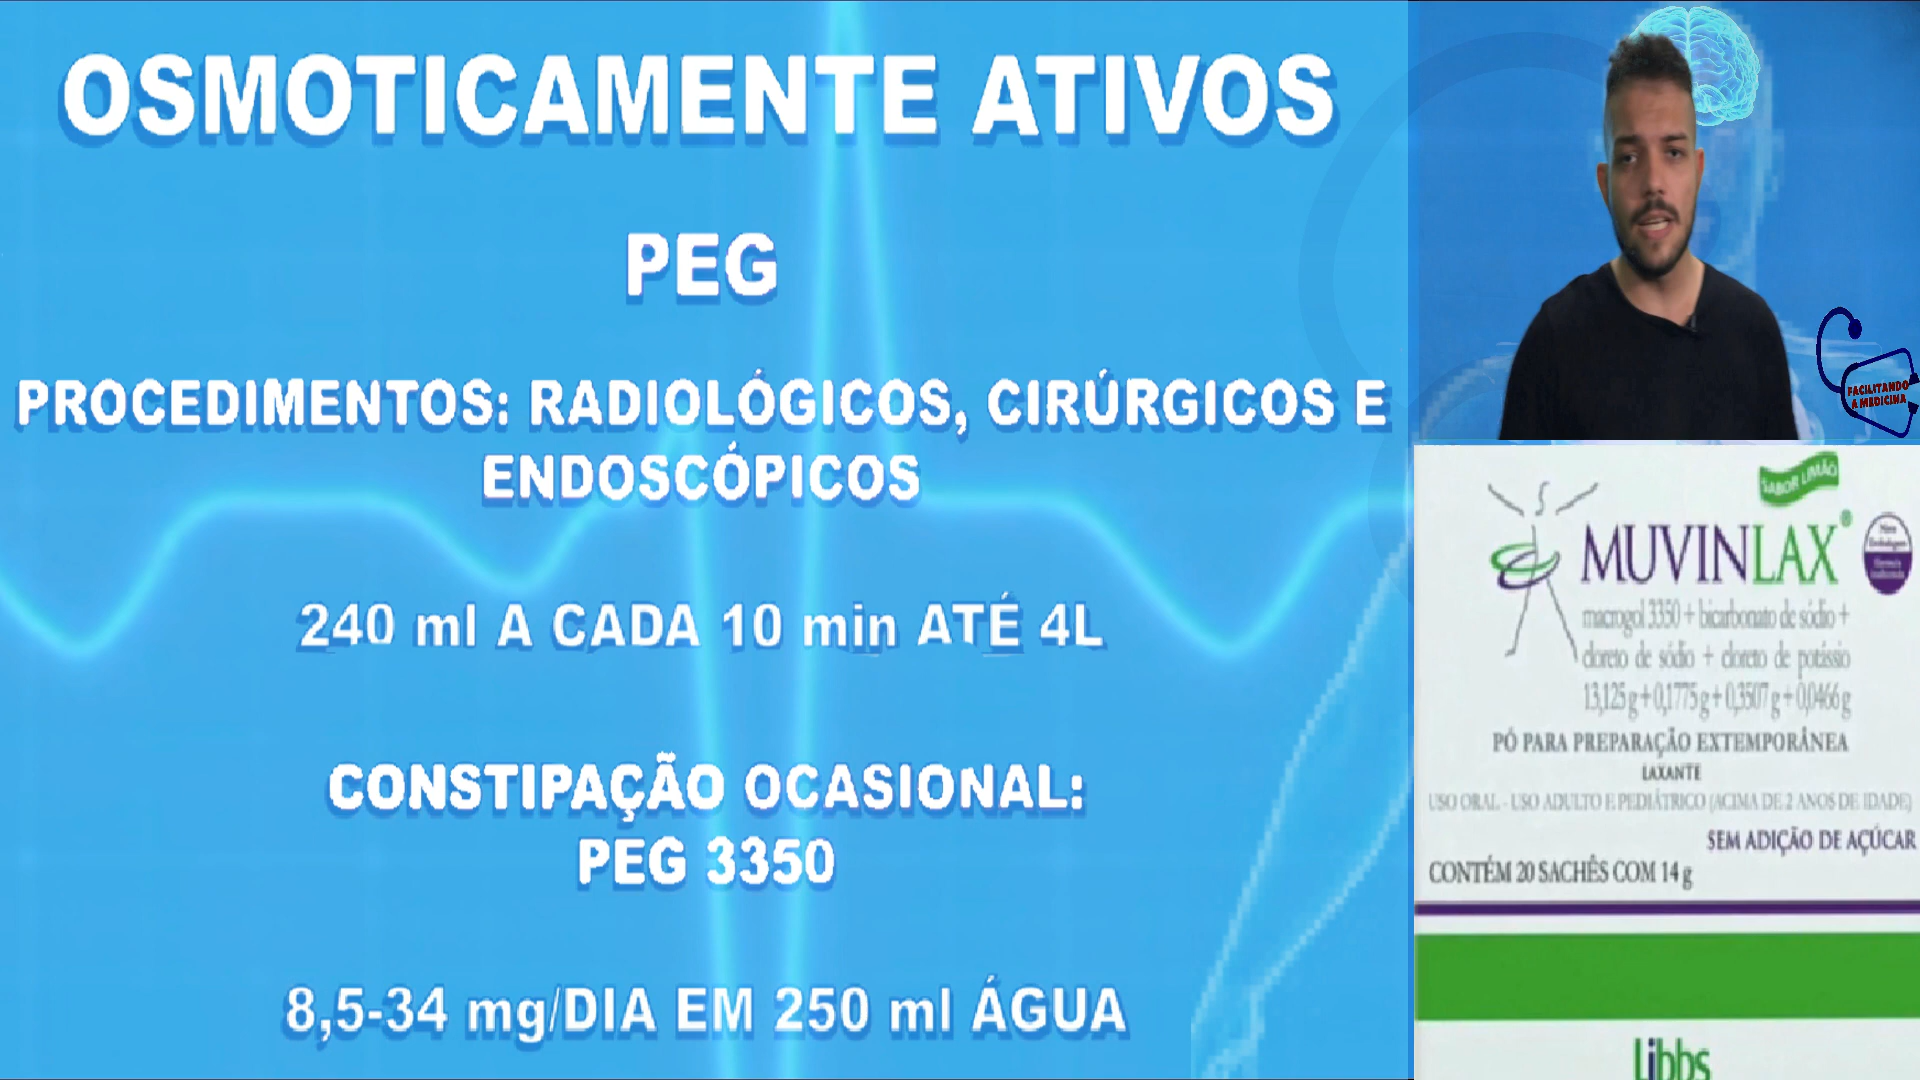 OSMOTICAMENTE ATIVOS
PEG
PROCEDIMENTOS: RADIOLÓGICOS, CIRÚRGICOS E
ENDOSCÓPICOS
240 ml A CADA 10 min ATÉ 4L
CONSTIPAÇÃO OCASIONAL:
PEG 3350
8,5-34 mg/DIA EM 250 ml ÁGUA
FACILITANDO
A MEDICINA
SABOR LIMÃO
MUVINLAX®
macrogol 3350 + bicarbonato de sódio +
cloreto de sódio + cloreto de potássio
13,125 g + 0,1775 g + 0,3507 g + 0,0466 g
PÓ PARA PREPARAÇÃO EXTEMPORÂNEA
LAXANTE
USO ORAL - USO ADULTO E PEDIÁTRICO (ACIMA DE 2 ANOS DE IDADE)
SEM ADIÇÃO DE AÇÚCAR
CONTÉM 20 SACHÊS COM 14 g
Libbs